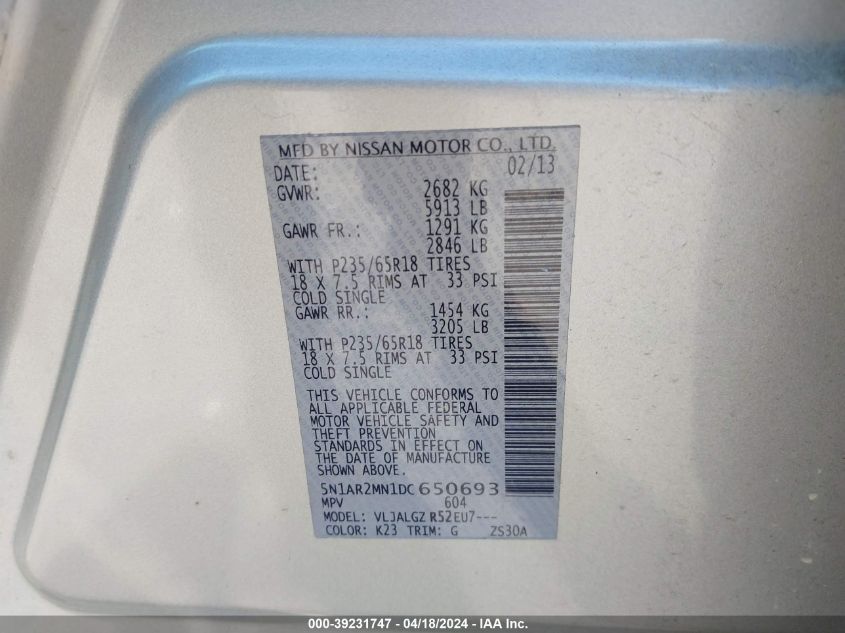 MFD BY NISSAN MOTOR CO., LTD.
DATE: 02/13
GVWR: 2682 KG
5913 LB
GAWR FR.: 1291 KG
2846 LB
WITH P235/65R18 TIRES
18 X 7.5 RIMS AT 33 PSI
COLD SINGLE
GAWR RR.: 1454 KG
3205 LB
WITH P235/65R18 TIRES
18 X 7.5 RIMS AT 33 PSI
COLD SINGLE
THIS VEHICLE CONFORMS TO
ALL APPLICABLE FEDERAL
MOTOR VEHICLE SAFETY AND
THEFT PREVENTION
STANDARDS IN EFFECT ON
THE DATE OF MANUFACTURE
SHOWN ABOVE.
5N1AR2MN1DC650693
MPV 604
MODEL: VLJALGZ R52EU7---
COLOR: K23 TRIM: G ZS30A
000-39231747 - 04/18/2024 - IAA Inc.